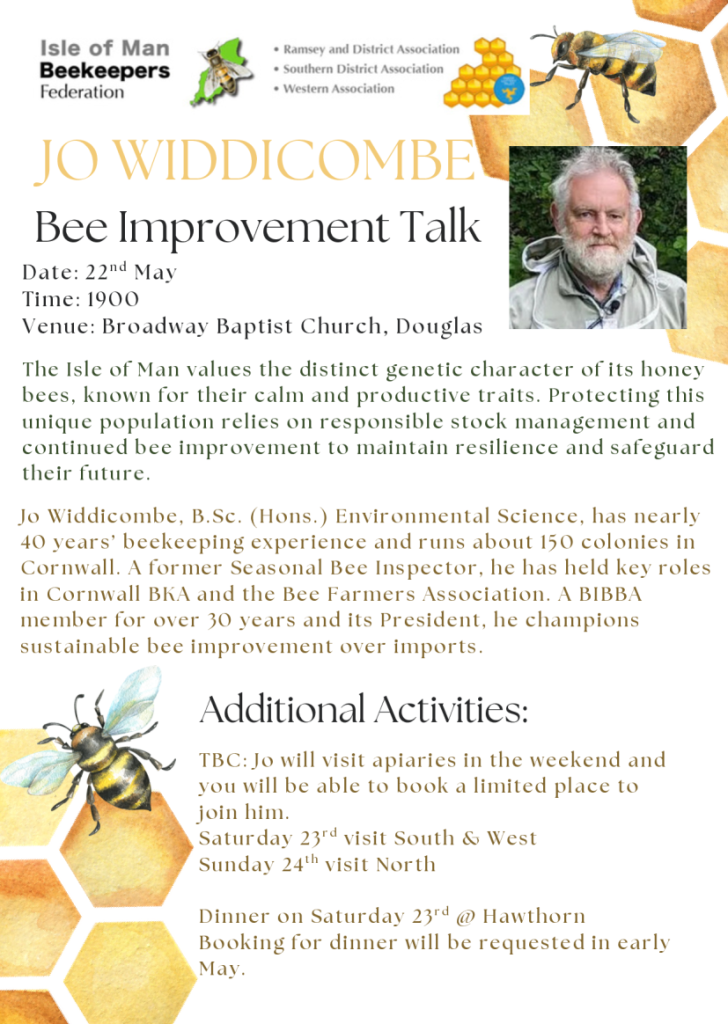 Isle of Man
Beekeepers
Federation
• Ramsey and District Association
• Southern District Association
• Western Association
JO WIDDICOMBE
Bee Improvement Talk
Date: 22nd May
Time: 1900
Venue: Broadway Baptist Church, Douglas
The Isle of Man values the distinct genetic character of its honey
bees, known for their calm and productive traits. Protecting this
unique population relies on responsible stock management and
continued bee improvement to maintain resilience and safeguard
their future.
Jo Widdicombe, B.Sc. (Hons.) Environmental Science, has nearly
40 years’ beekeeping experience and runs about 150 colonies in
Cornwall. A former Seasonal Bee Inspector, he has held key roles
in Cornwall BKA and the Bee Farmers Association. A BIBBA
member for over 30 years and its President, he champions
sustainable bee improvement over imports.
Additional Activities:
TBC: Jo will visit apiaries in the weekend and
you will be able to book a limited place to
join him.
Saturday 23rd visit South & West
Sunday 24th visit North
Dinner on Saturday 23rd @ Hawthorn
Booking for dinner will be requested in early
May.